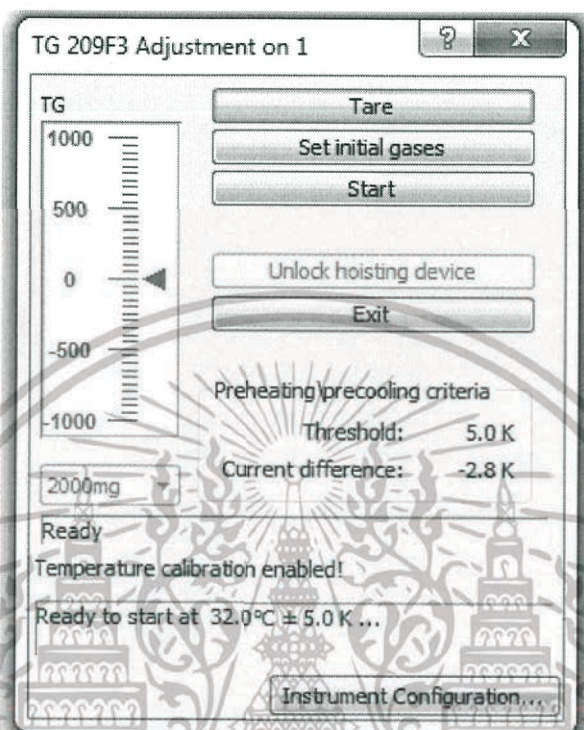 TG 209F3 Adjustment on 1
TG
1000
500
0
-500
-1000
2000mg
Tare
Set initial gases
Start
Unlock hoisting device
Exit
Preheating\precooling criteria
Threshold: 5.0 K
Current difference: -2.8 K
Ready
Temperature calibration enabled!
Ready to start at 32.0°C ± 5.0 K ...
Instrument Configuration...